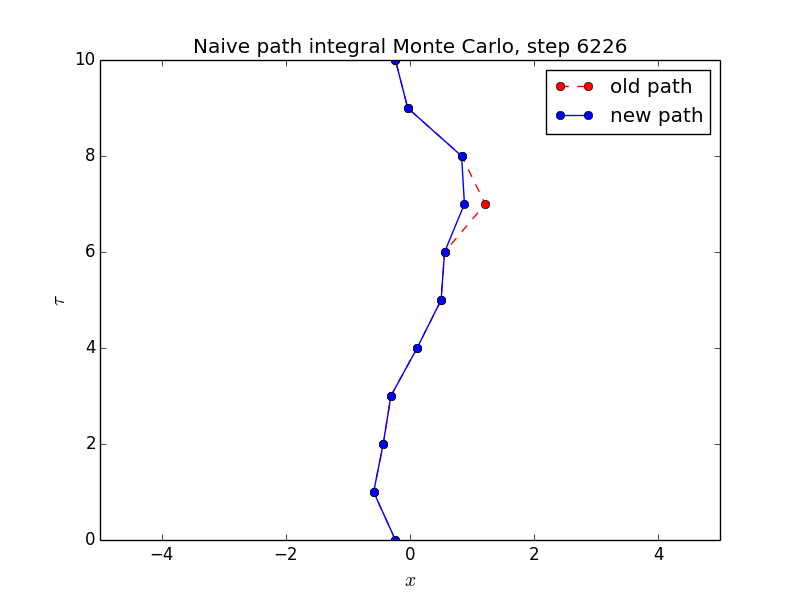 Naive path integral Monte Carlo, step 6226
old path
new path
10
8
6
4
2
0
τ
−4 −2 0 2 4
x